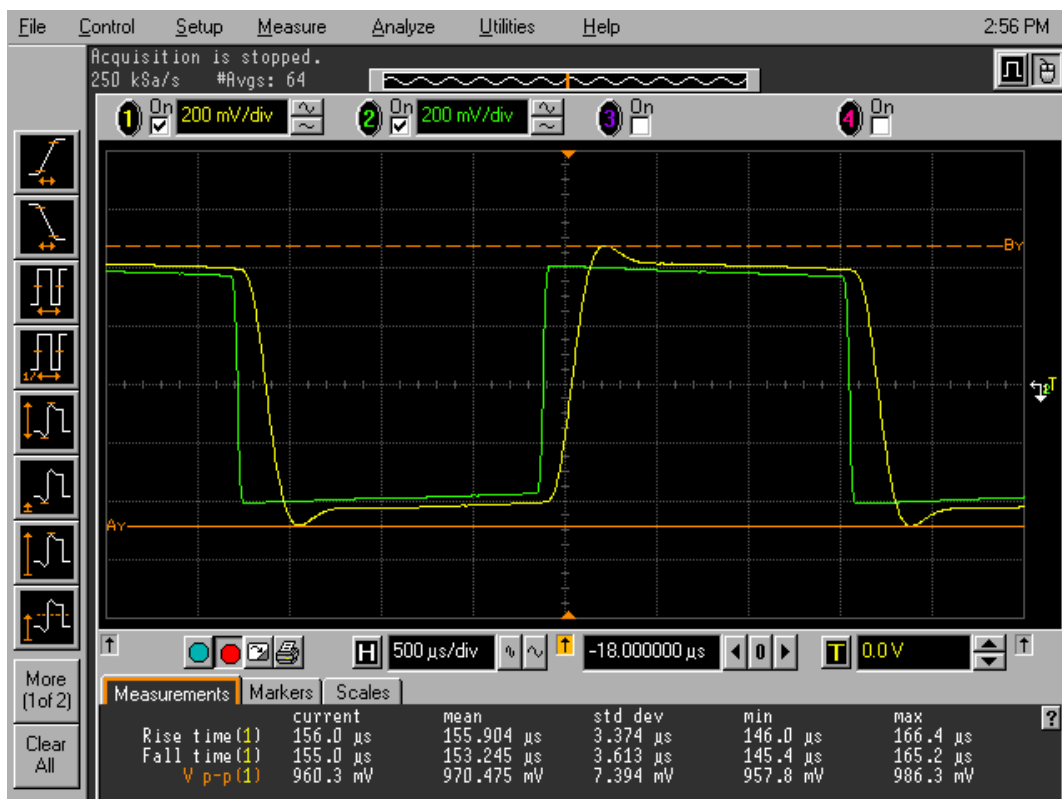 File Control Setup Measure Analyze Utilities Help 2:56 PM
Acquisition is stopped.
250 kSa/s #Avgs: 64
1 On 200 mV/div 2 On 200 mV/div 3 On 4 On
By
T
2
Ay
1/
H 500 µs/div T -18.000000 µs 0 T 0.0 V
More
(1of 2)
Clear
All
Measurements Markers Scales
current mean std dev min max ?
Rise time(1) 156.0 µs 155.904 µs 3.374 µs 146.0 µs 166.4 µs
Fall time(1) 155.0 µs 153.245 µs 3.613 µs 145.4 µs 165.2 µs
V p-p(1) 960.3 mV 970.475 mV 7.394 mV 957.8 mV 986.3 mV